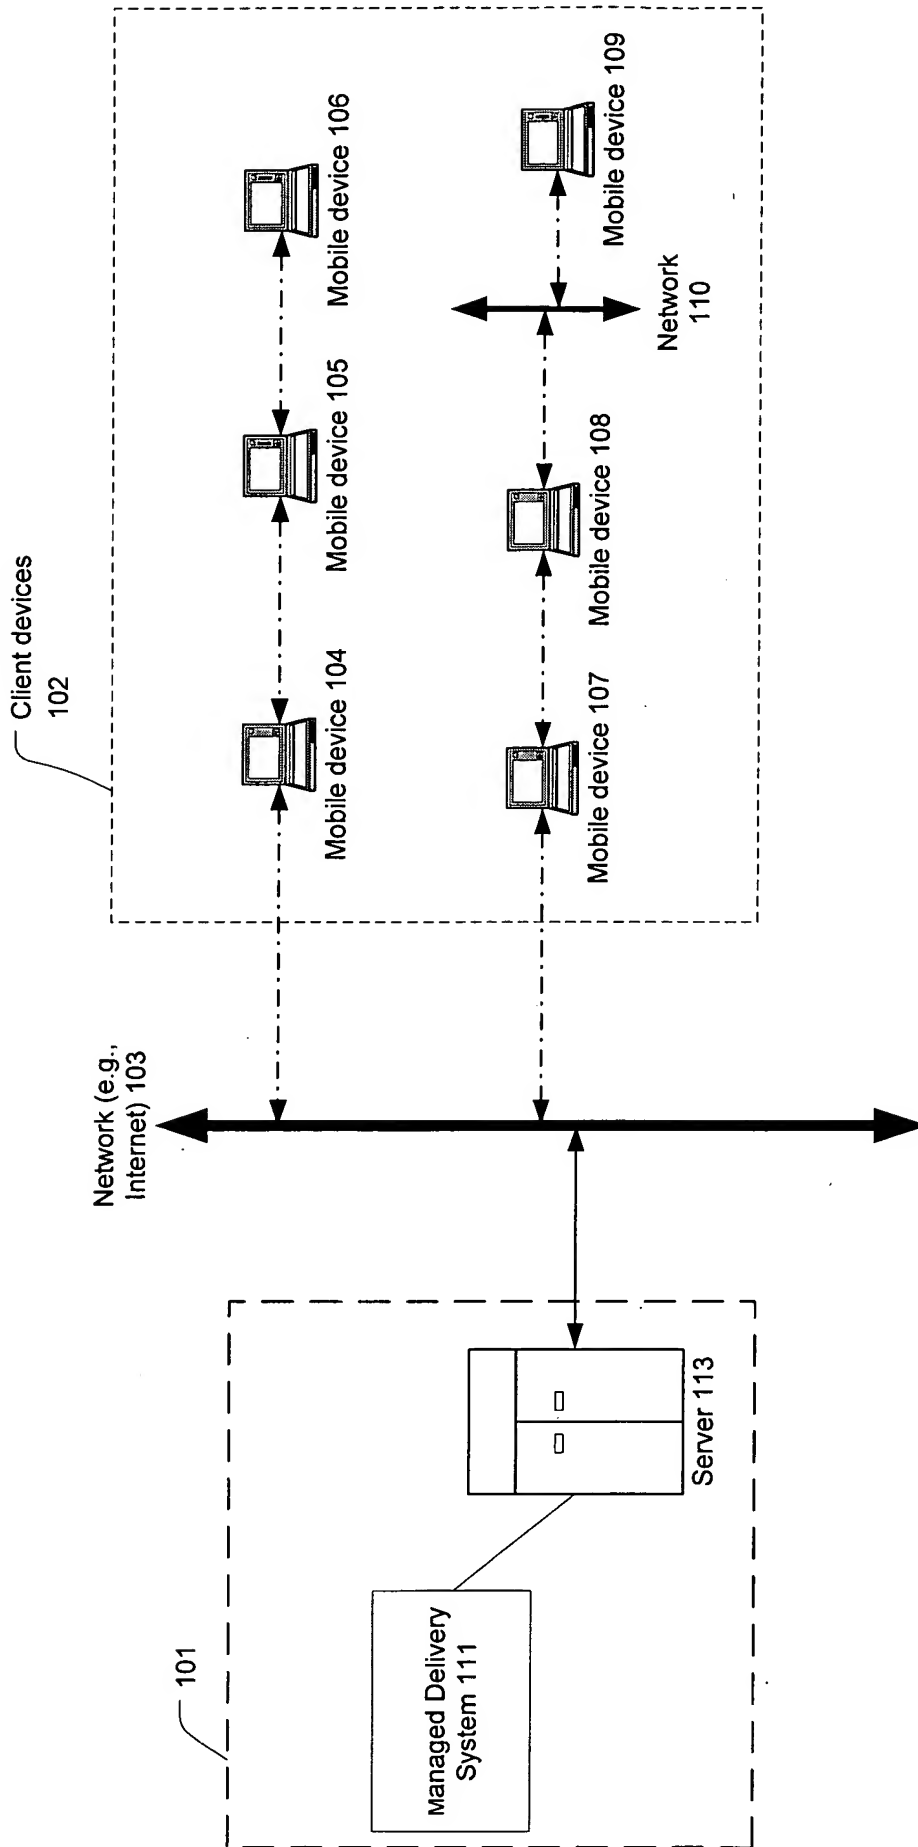 Client devices
102
Mobile device 104
Mobile device 105
Mobile device 106
Mobile device 107
Mobile device 108
Mobile device 109
Network
110
Network (e.g.,
Internet) 103
101
Managed Delivery
System 111
Server 113